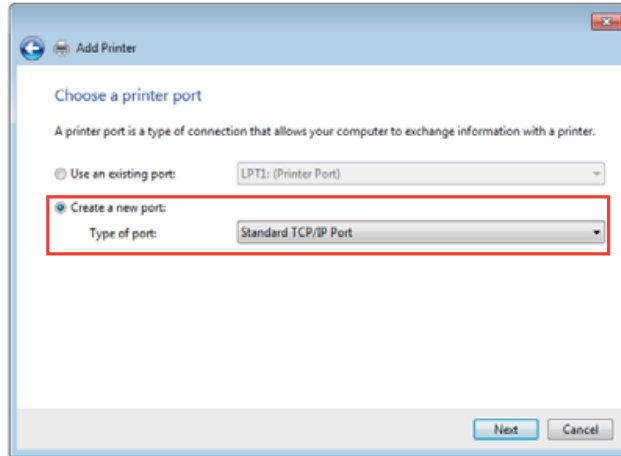 Add Printer
Choose a printer port
A printer port is a type of connection that allows your computer to exchange information with a printer.
Use an existing port: LPT1: (Printer Port)
Create a new port:
Type of port: Standard TCP/IP Port
Next Cancel